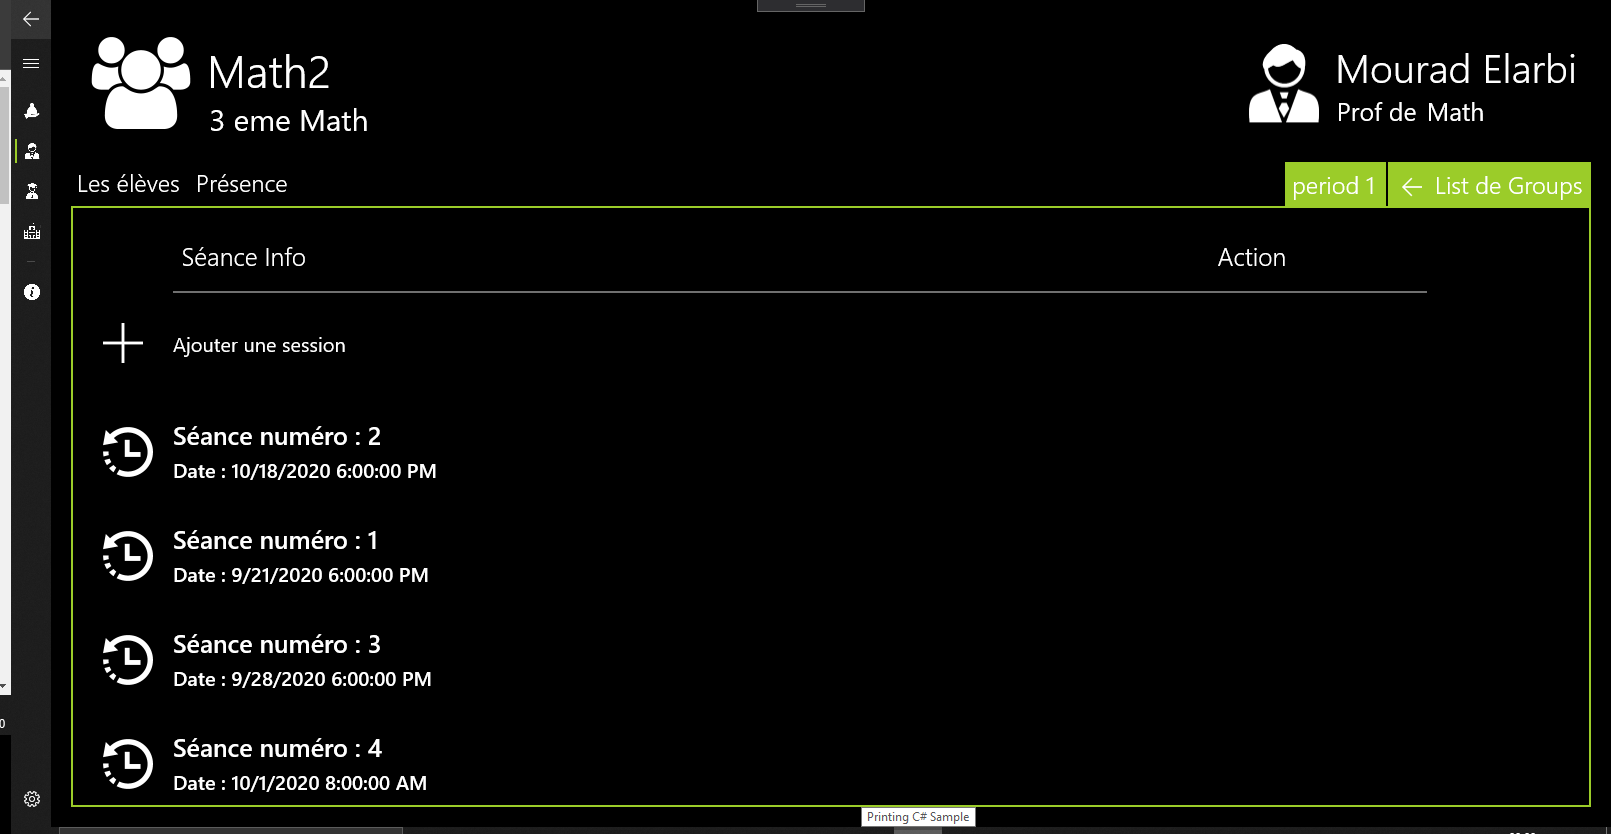 Math2
3 eme Math
Mourad Elarbi
Prof de Math
Les élèves Présence
period 1
List de Groups
Séance Info
Action
Ajouter une session
Séance numéro : 2
Date : 10/18/2020 6:00:00 PM
Séance numéro : 1
Date : 9/21/2020 6:00:00 PM
Séance numéro : 3
Date : 9/28/2020 6:00:00 PM
Séance numéro : 4
Date : 10/1/2020 8:00:00 AM
0
Printing C# Sample